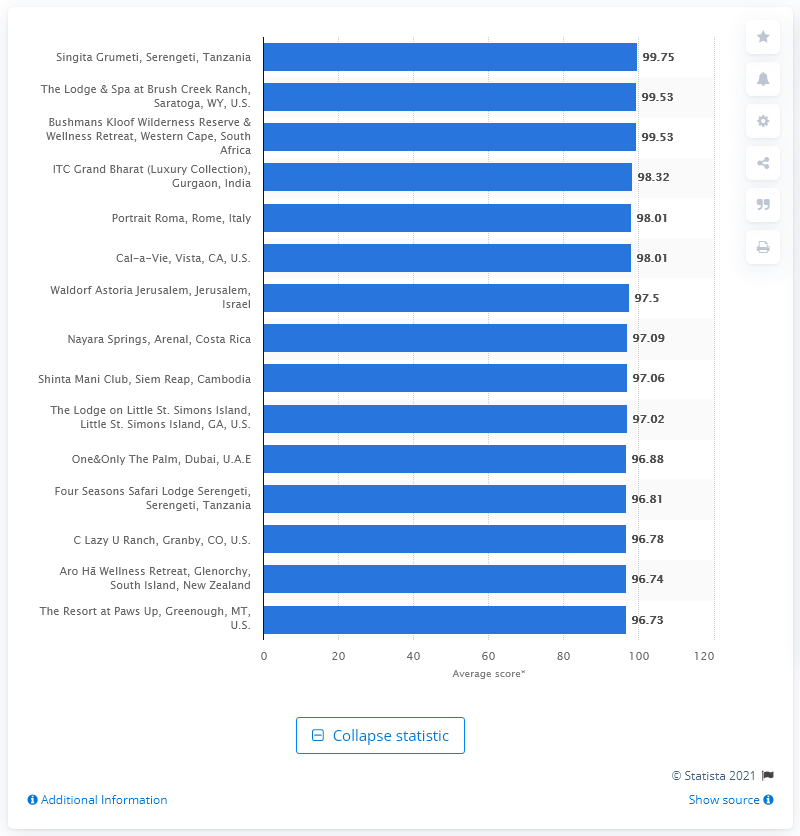 Singita Grumeti, Serengeti, Tanzania
99.75
The Lodge & Spa at Brush Creek Ranch,
Saratoga, WY, U.S.
99.53
Bushmans Kloof Wilderness Reserve &
Wellness Retreat, Western Cape, South
Africa
99.53
ITC Grand Bharat (Luxury Collection),
Gurgaon, India
98.32
Portrait Roma, Rome, Italy
98.01
Cal-a-Vie, Vista, CA, U.S.
98.01
Waldorf Astoria Jerusalem, Jerusalem,
Israel
97.5
Nayara Springs, Arenal, Costa Rica
97.09
Shinta Mani Club, Siem Reap, Cambodia
97.06
The Lodge on Little St. Simons Island,
Little St. Simons Island, GA, U.S.
97.02
One&Only The Palm, Dubai, U.A.E
96.88
Four Seasons Safari Lodge Serengeti,
Serengeti, Tanzania
96.81
C Lazy U Ranch, Granby, CO, U.S.
96.78
Aro Hã Wellness Retreat, Glenorchy,
South Island, New Zealand
96.74
The Resort at Paws Up, Greenough, MT,
U.S.
96.73
0 20 40 60 80 100 120
Average score*
Collapse statistic
© Statista 2021
Additional Information
Show source